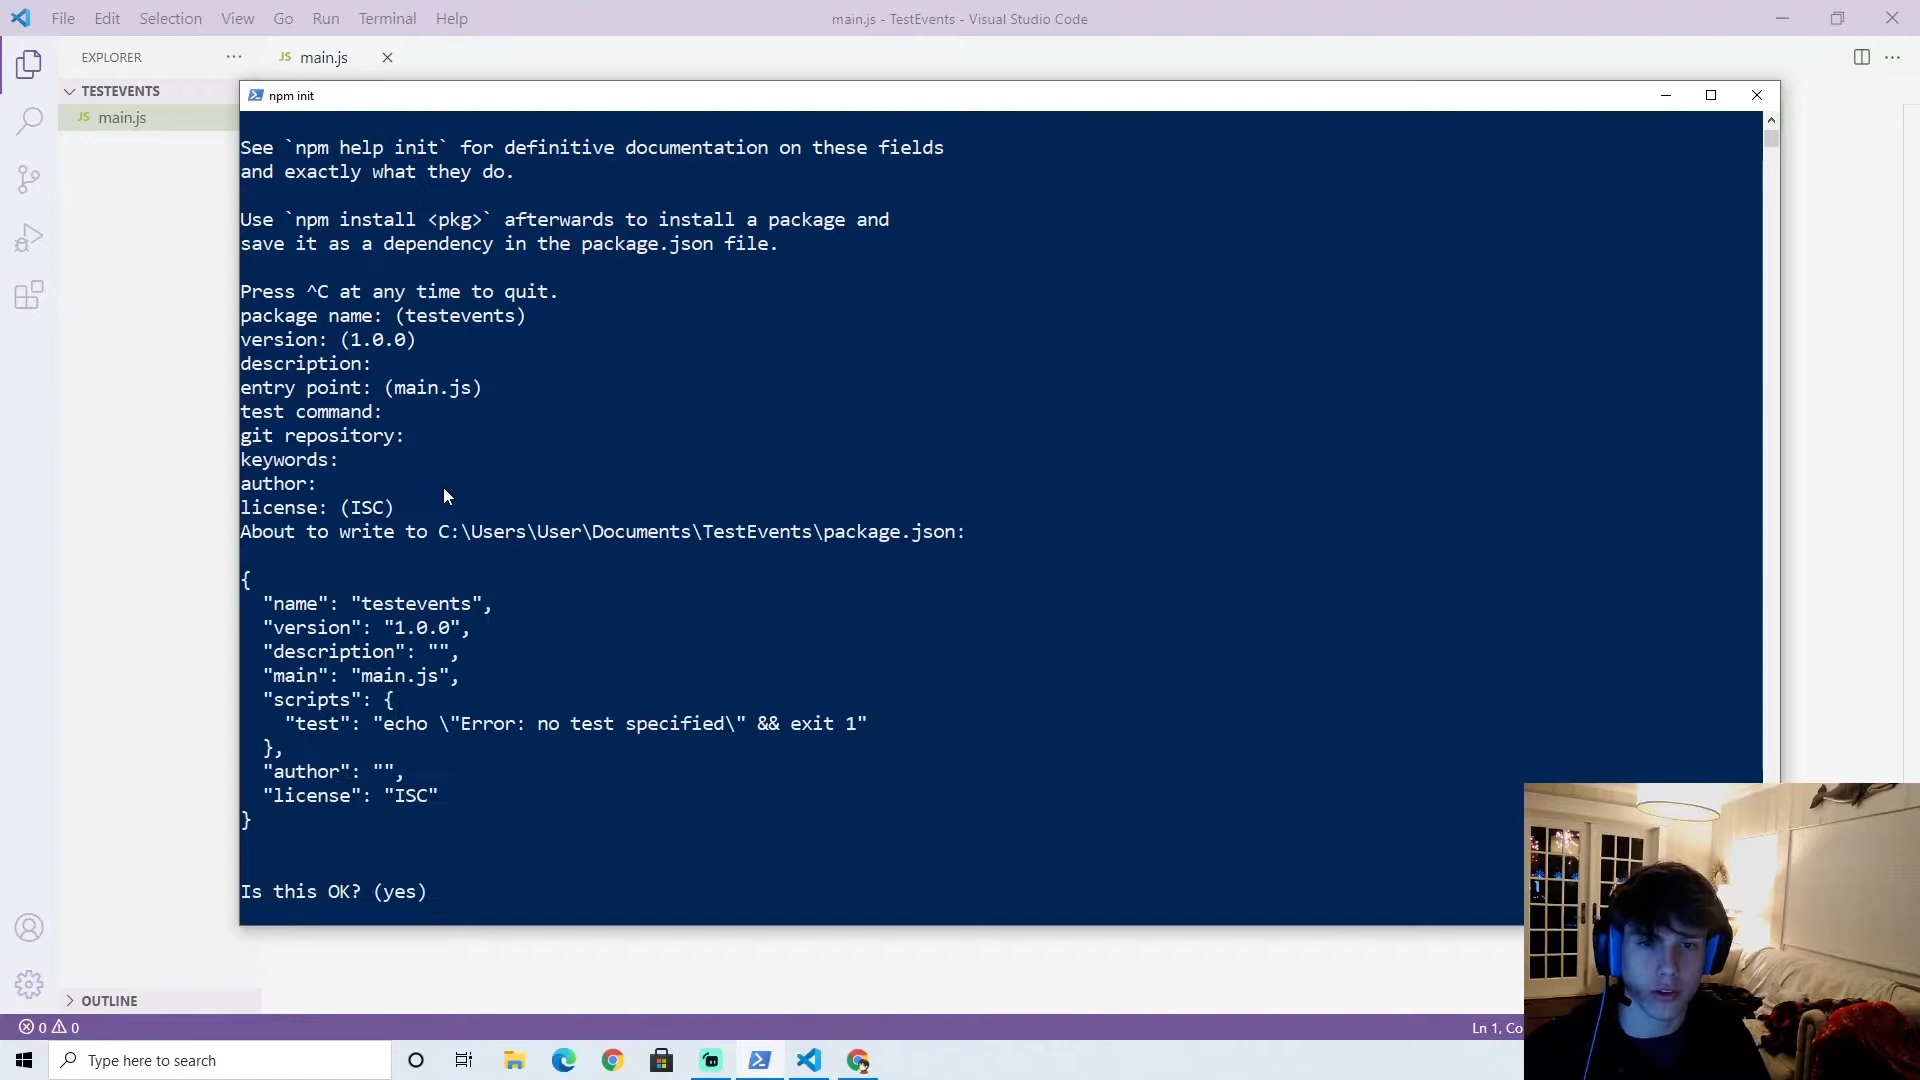 File Edit Selection View Go Run Terminal Help
main.js - TestEvents - Visual Studio Code
EXPLORER
JS main.js
TESTEVENTS
JS main.js
npm init
See `npm help init` for definitive documentation on these fields
and exactly what they do.
Use `npm install <pkg>` afterwards to install a package and
save it as a dependency in the package.json file.
Press ^C at any time to quit.
package name: (testevents)
version: (1.0.0)
description:
entry point: (main.js)
test command:
git repository:
keywords:
author:
license: (ISC)
About to write to C:\Users\User\Documents\TestEvents\package.json:
{
"name": "testevents",
"version": "1.0.0",
"description": "",
"main": "main.js",
"scripts": {
"test": "echo \"Error: no test specified\" && exit 1"
},
"author": "",
"license": "ISC"
}
Is this OK? (yes)
OUTLINE
0 0
Ln 1, Co
Type here to search